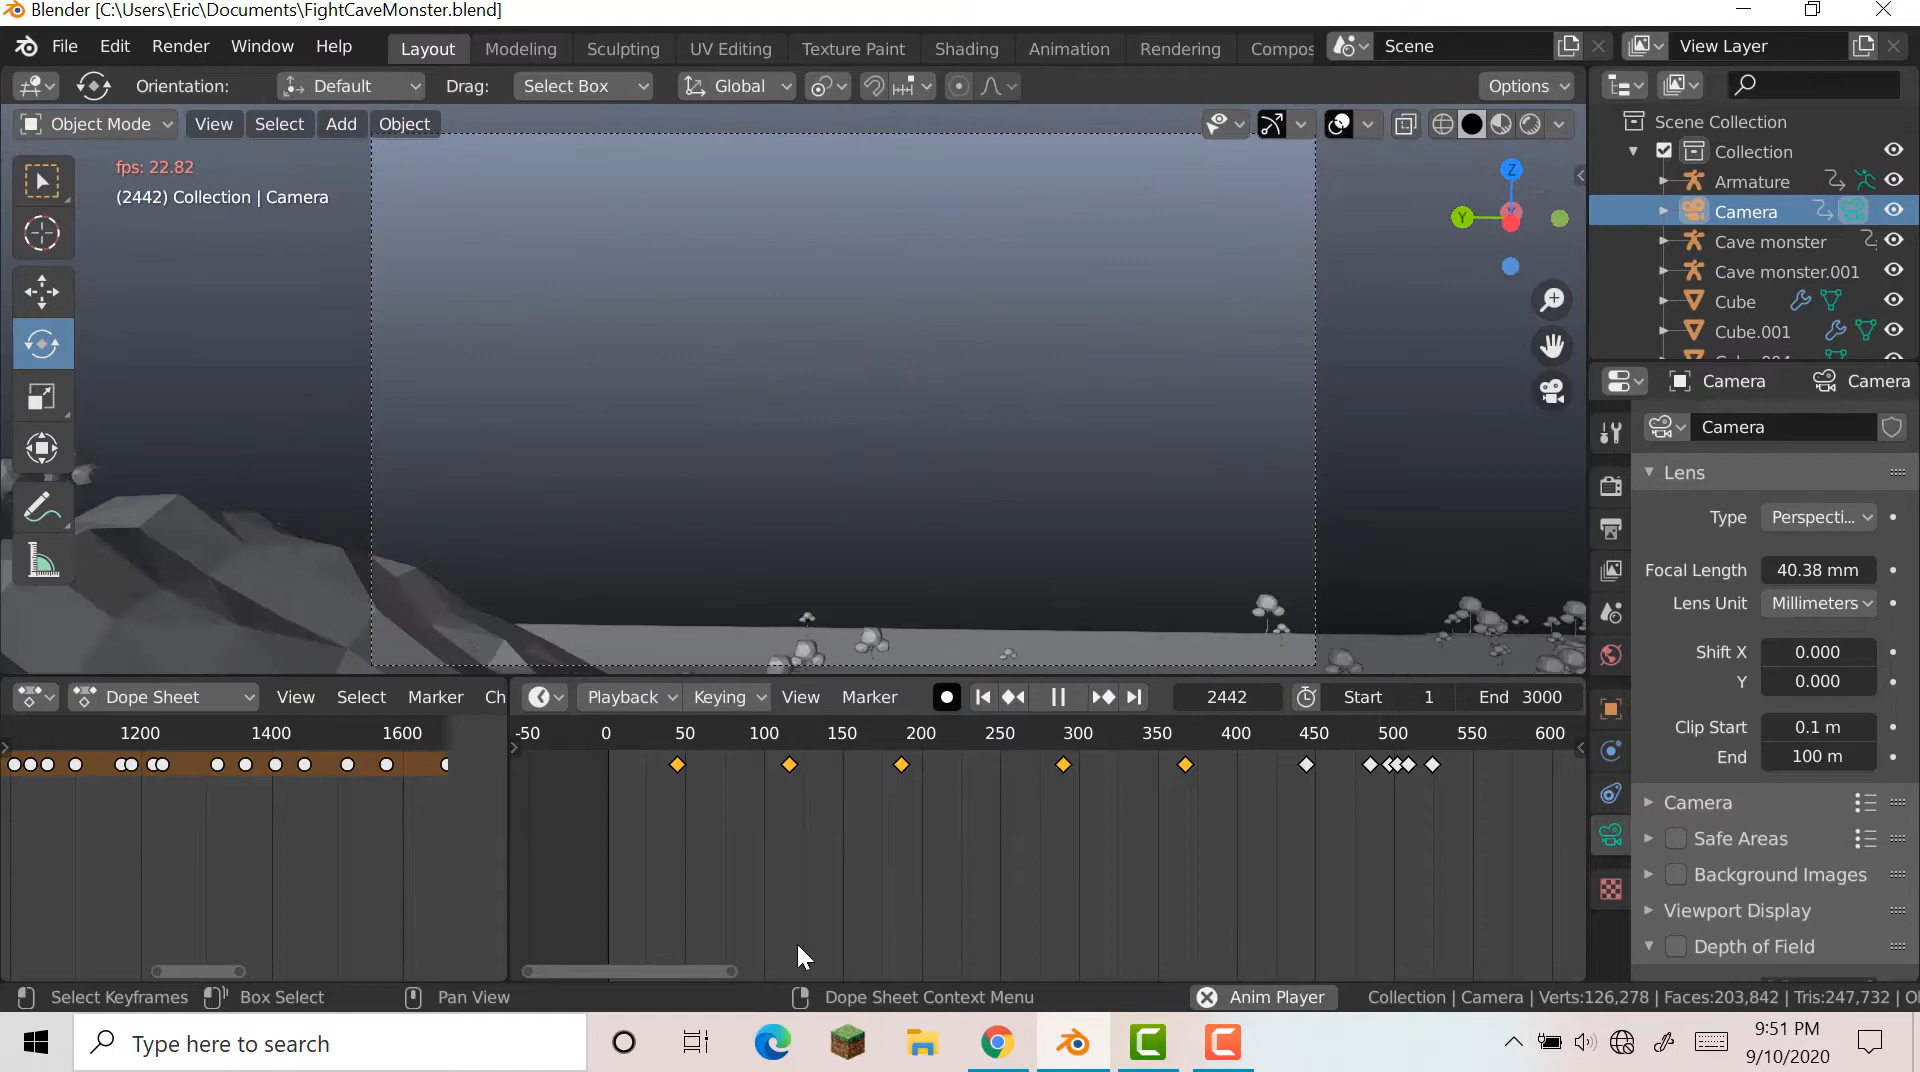 Blender [C:\Users\Eric\Documents\FightCaveMonster.blend]
File Edit Render Window Help Layout Modeling Sculpting UV Editing Texture Paint Shading Animation Rendering Compos Scene View Layer
Orientation: Default Drag: Select Box Global Options
Object Mode View Select Add Object
fps: 22.82
(2442) Collection | Camera
Z
Y
Scene Collection
Collection
Armature
Camera
Cave monster
Cave monster.001
Cube
Cube.001
Camera Camera
Camera
Lens
Type Perspecti...
Focal Length 40.38 mm
Lens Unit Millimeters
Shift X 0.000
Y 0.000
Clip Start 0.1 m
End 100 m
Camera
Safe Areas
Background Images
Viewport Display
Depth of Field
Dope Sheet View Select Marker Ch Playback Keying View Marker 2442 Start 1 End 3000
1200 1400 1600 -50 0 50 100 150 200 250 300 350 400 450 500 550 600
Select Keyframes Box Select Pan View Dope Sheet Context Menu Anim Player Collection | Camera | Verts:126,278 | Faces:203,842 | Tris:247,732 | O
Type here to search
9:51 PM
9/10/2020